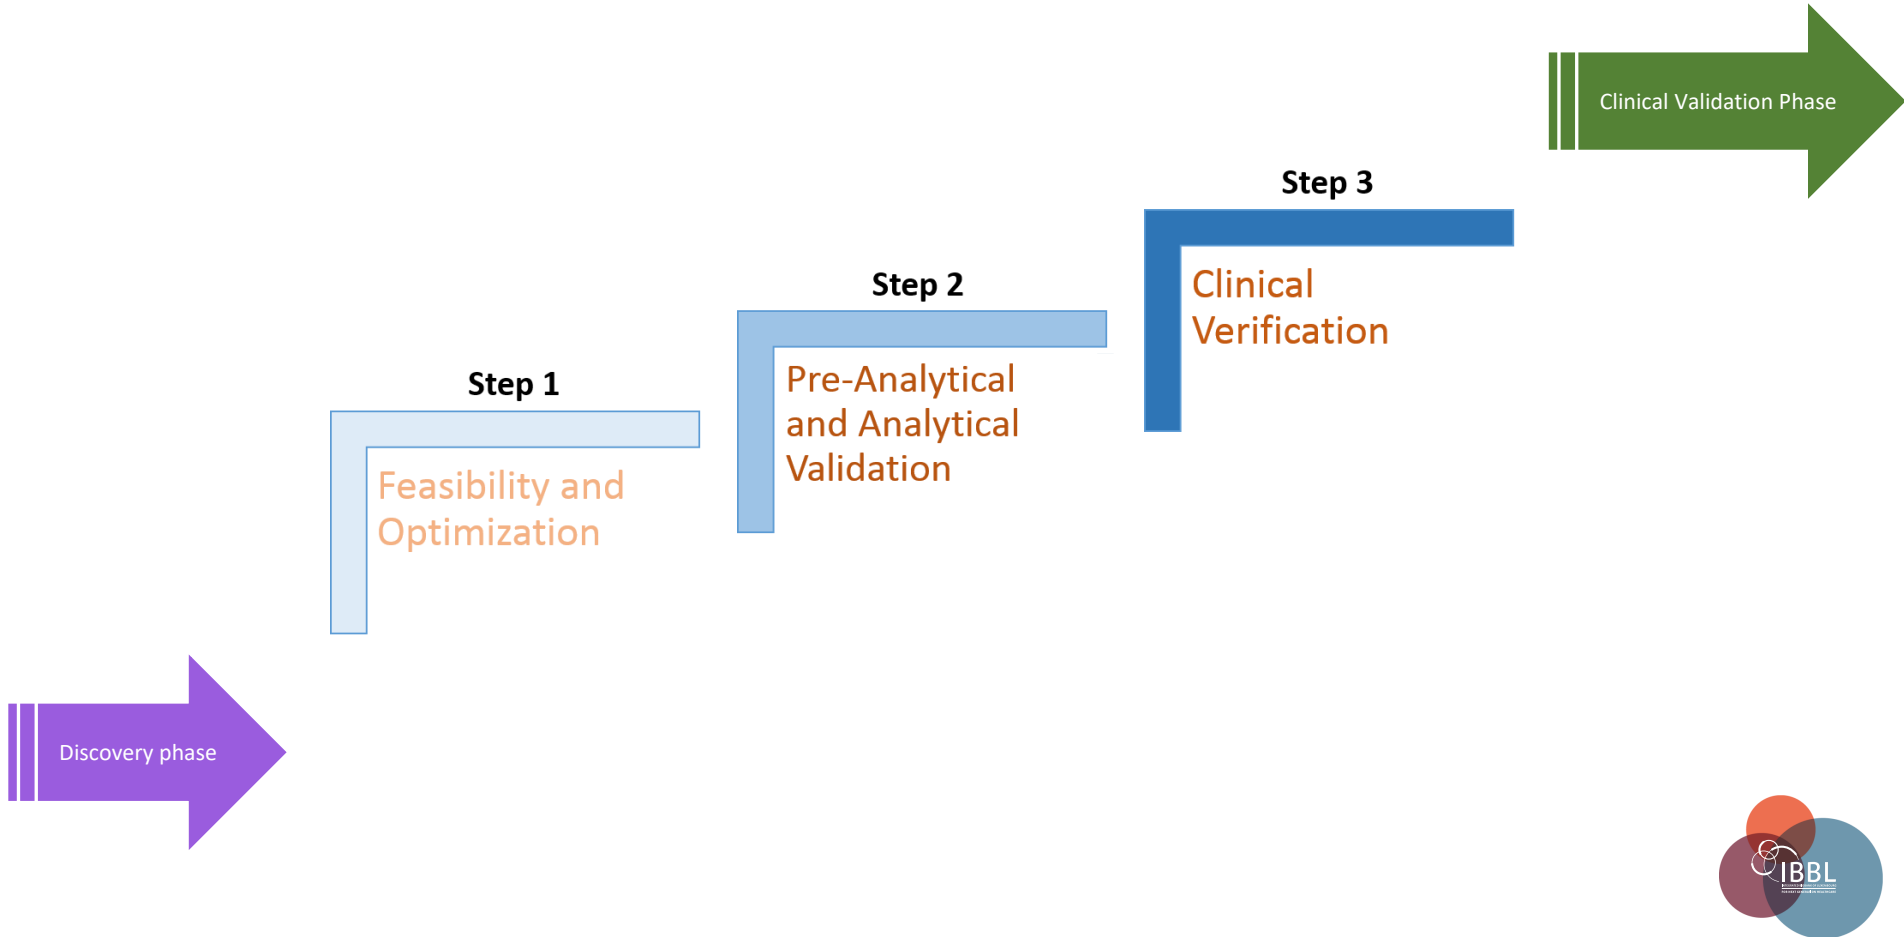 Clinical Validation Phase
Step 3
Clinical
Verification
Step 2
Pre-Analytical
and Analytical
Validation
Step 1
Feasibility and
Optimization
Discovery phase
IBBL